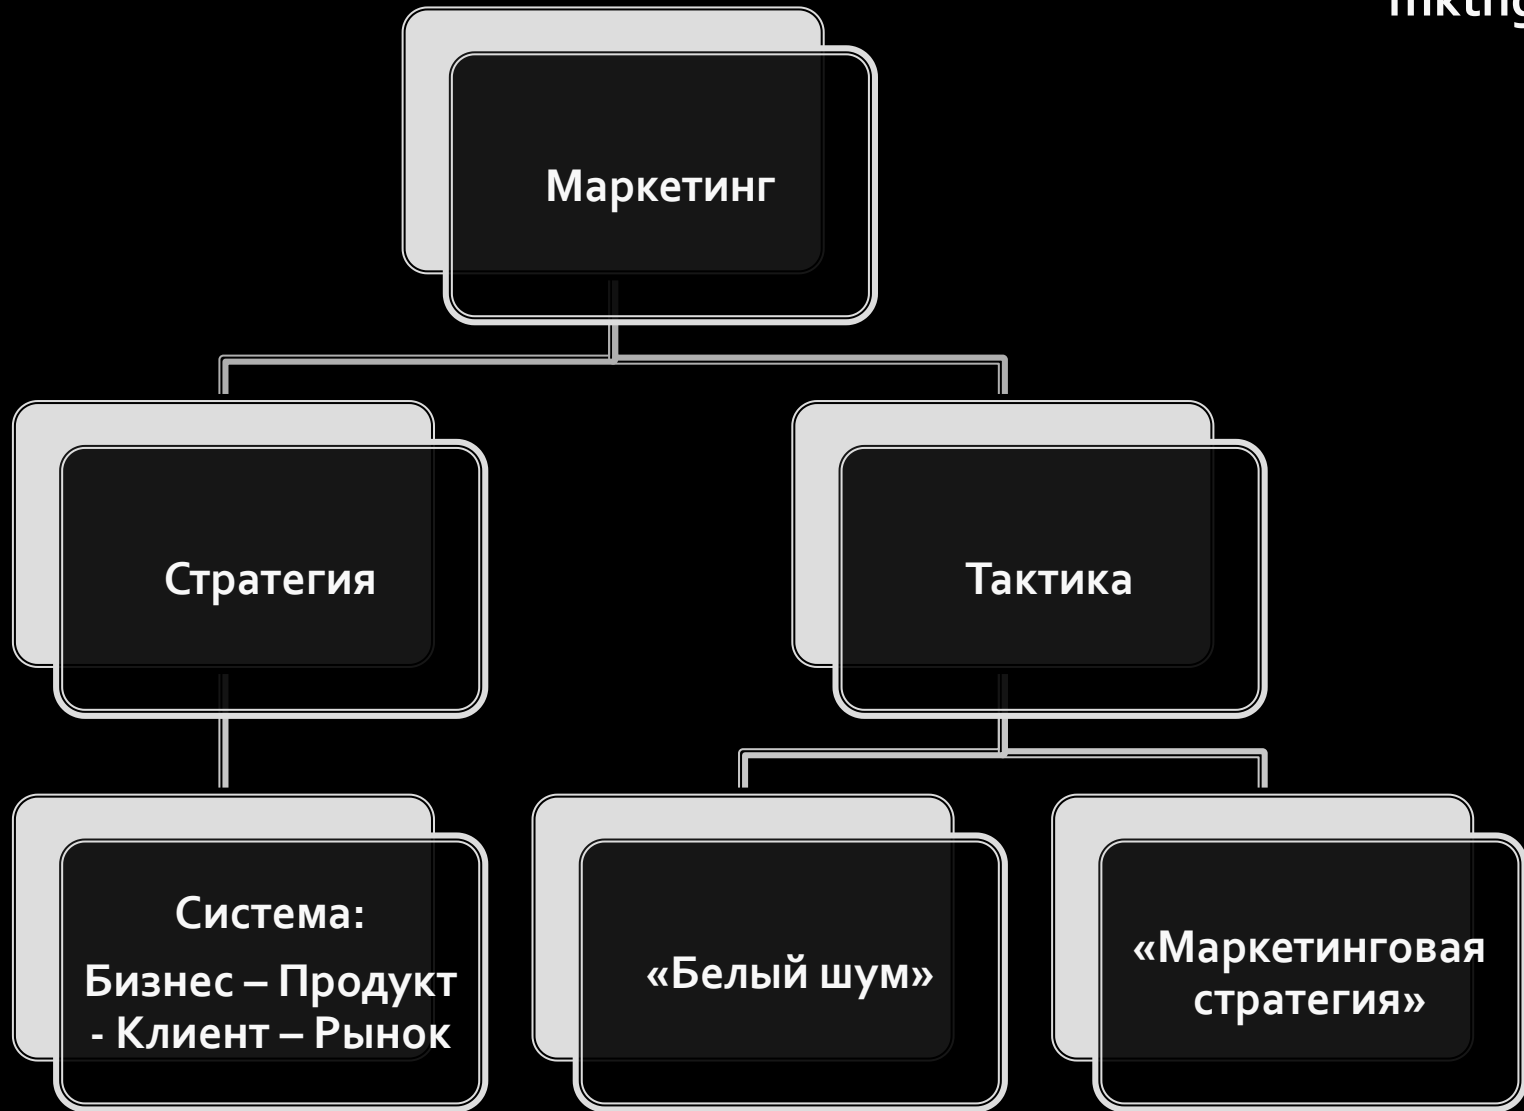 Маркетинг
Стратегия
Тактика
Система:
Бизнес – Продукт
- Клиент – Рынок
«Белый шум»
«Маркетинговая
стратегия»